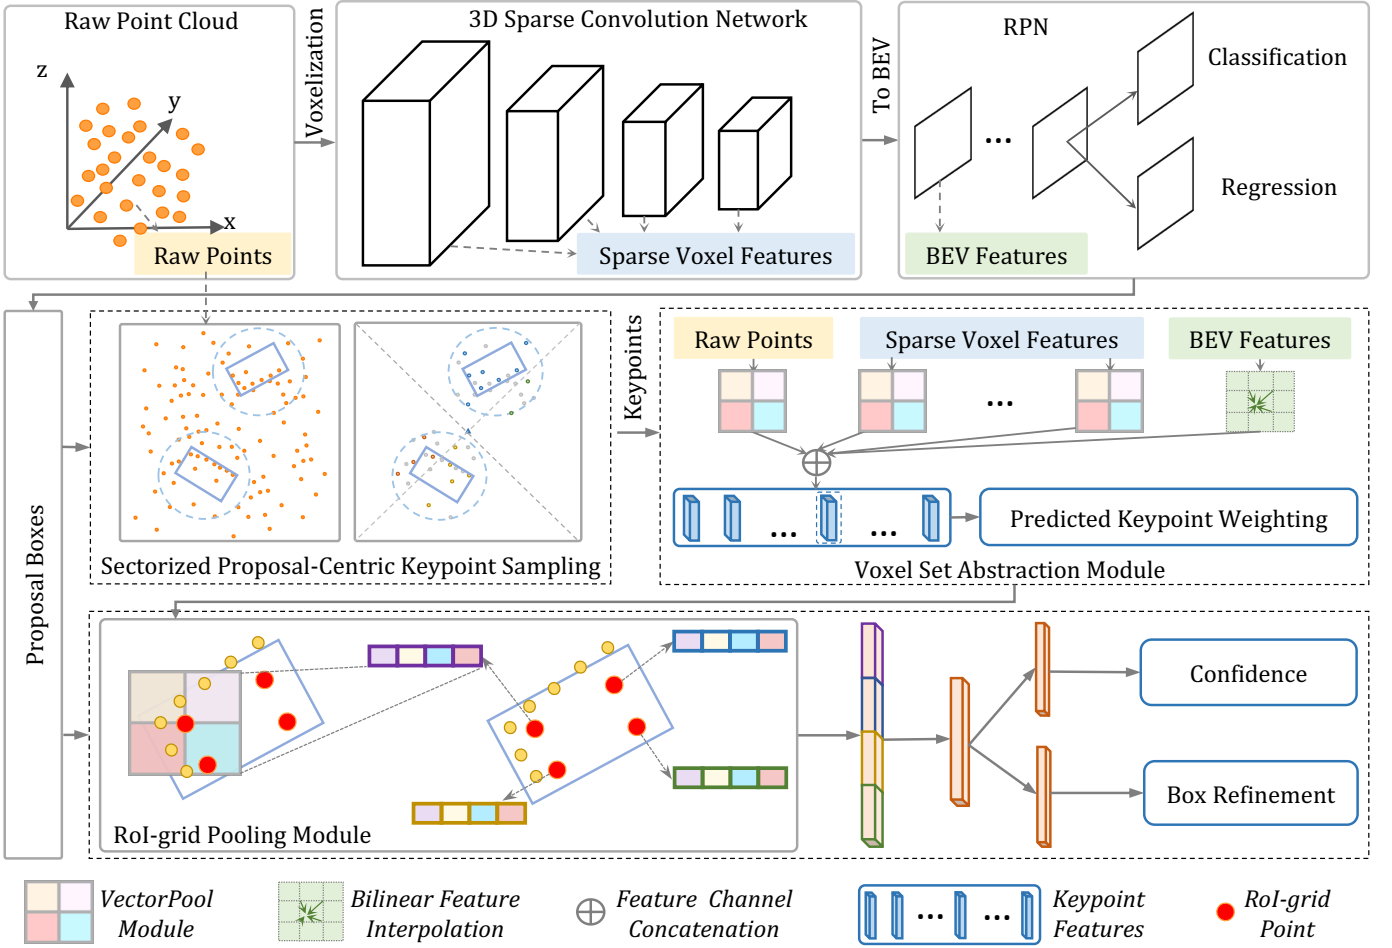 Raw Point Cloud
z
y
x
Raw Points
Voxelization
3D Sparse Convolution Network
Sparse Voxel Features
To BEV
RPN
Classification
Regression
BEV Features
Proposal Boxes
Sectorized Proposal-Centric Keypoint Sampling
Keypoints
Raw Points
Sparse Voxel Features
BEV Features
...
... ...
Predicted Keypoint Weighting
Voxel Set Abstraction Module
RoI-grid Pooling Module
Confidence
Box Refinement
VectorPool
Module
Bilinear Feature
Interpolation
Feature Channel
Concatenation
... ...
Keypoint
Features
RoI-grid
Point